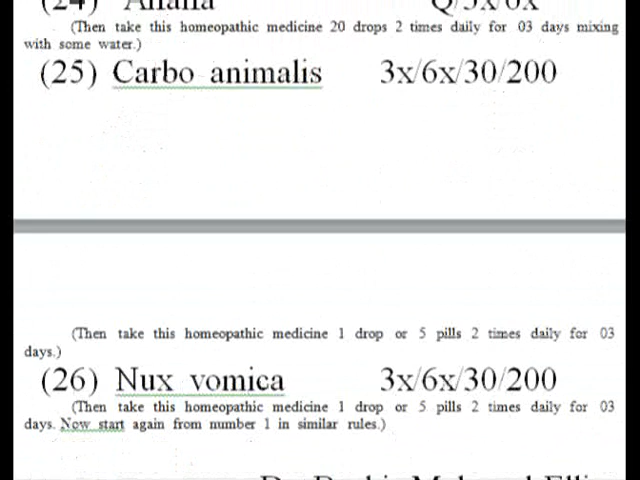 (24)
(Then take this homeopathic medicine 20 drops 2 times daily for 03 days mixing
with some water.)
(25) Carbo animalis 3x/6x/30/200
(Then take this homeopathic medicine 1 drop or 5 pills 2 times daily for 03
days.)
(26) Nux vomica 3x/6x/30/200
(Then take this homeopathic medicine 1 drop or 5 pills 2 times daily for 03
days. Now start again from number 1 in similar rules.)